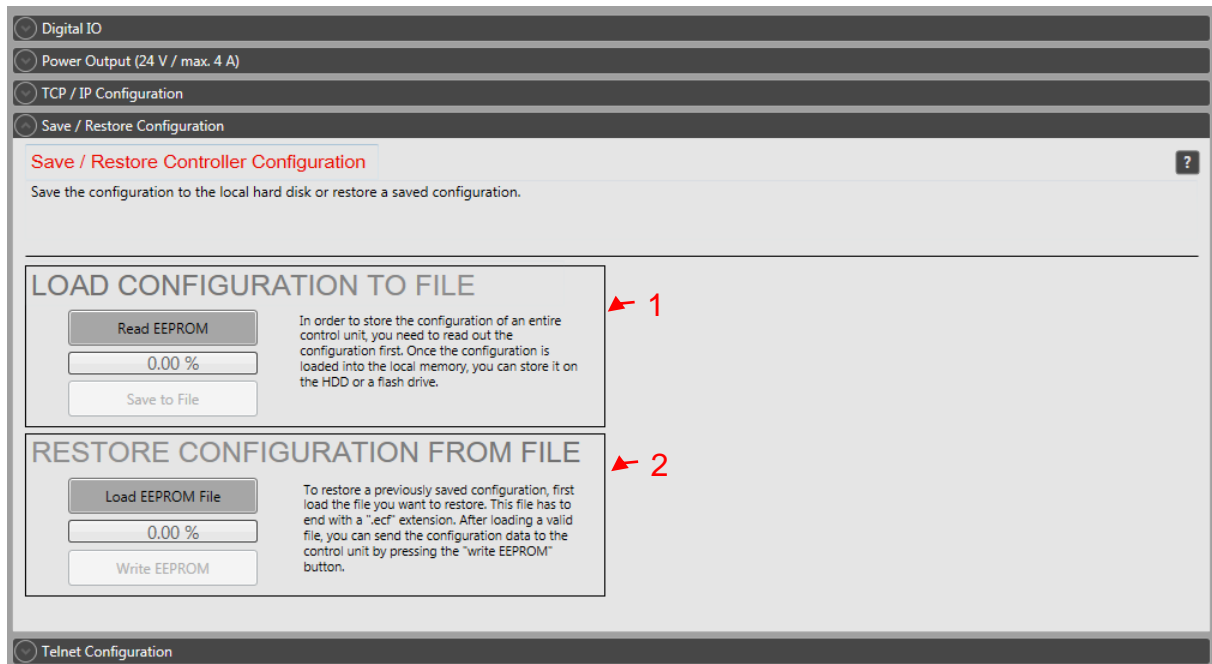 Digital IO
Power Output (24 V / max. 4 A)
TCP / IP Configuration
Save / Restore Configuration
Save / Restore Controller Configuration
?
Save the configuration to the local hard disk or restore a saved configuration.
LOAD CONFIGURATION TO FILE
1
Read EEPROM
0.00 %
Save to File
In order to store the configuration of an entire
control unit, you need to read out the
configuration first. Once the configuration is
loaded into the local memory, you can store it on
the HDD or a flash drive.
RESTORE CONFIGURATION FROM FILE
2
Load EEPROM File
0.00 %
Write EEPROM
To restore a previously saved configuration, first
load the file you want to restore. This file has to
end with a ".ecf" extension. After loading a valid
file, you can send the configuration data to the
control unit by pressing the "write EEPROM"
button.
Telnet Configuration